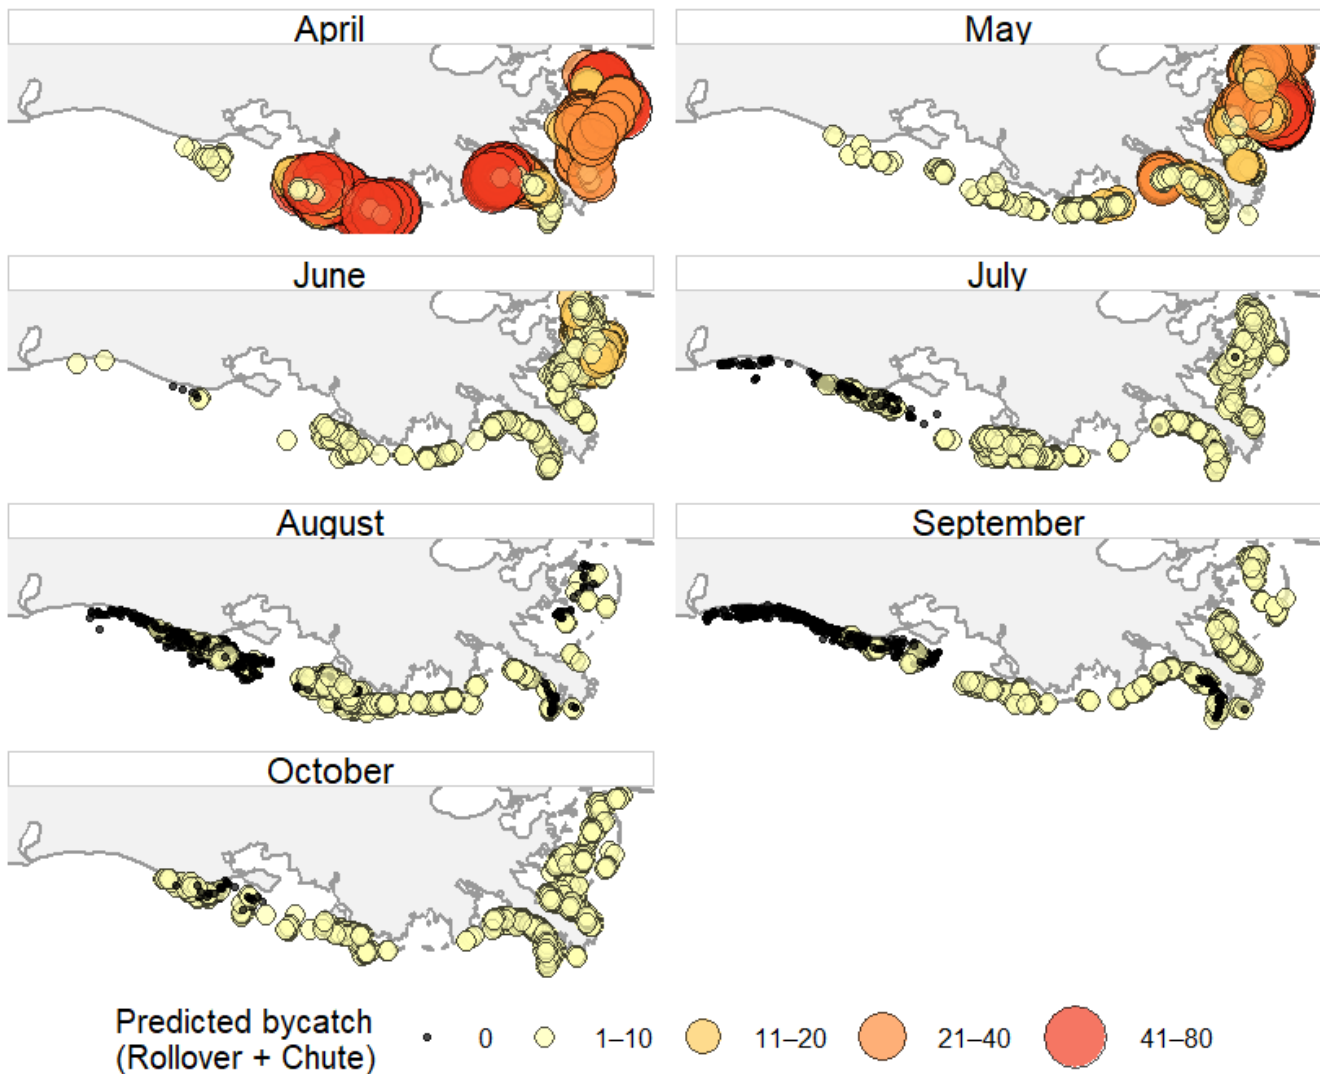 April
May
June
July
August
September
October
Predicted bycatch
(Rollover + Chute)
0
1–10
11–20
21–40
41–80